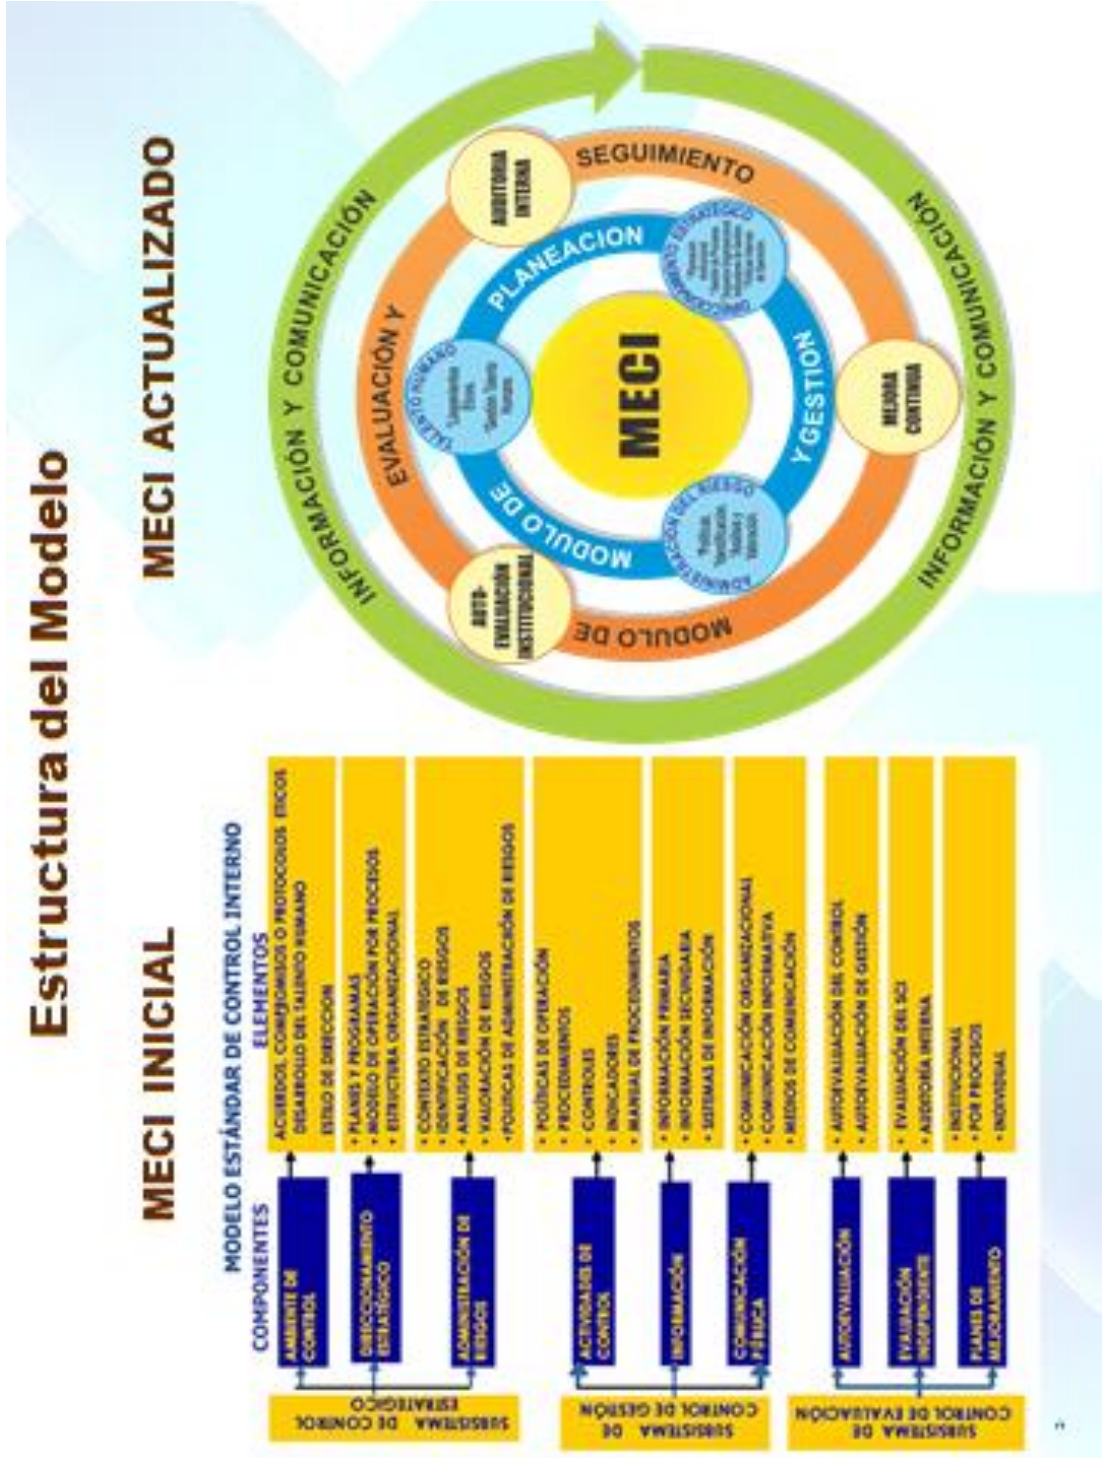 Estructura del Modelo
MECI INICIAL
MECI ACTUALIZADO
MODELO ESTÁNDAR DE CONTROL INTERNO
COMPONENTES
ELEMENTOS
SUBSISTEMA
DE CONTROL
ESTRATEGICO
AMBIENTE DE
CONTROL
ACUERDOS, COMPROMISOS O PROTOCOLOS ETICOS
DESARROLLO DEL TALENTO HUMANO
ESTILO DE DIRECCION
DIRECCIONAMIENTO
ESTRATÉGICO
• PLANES Y PROGRAMAS
• MODELO DE OPERACIÓN POR PROCESOS
• ESTRUCTURA ORGANIZACIONAL
ADMINISTRACIÓN DE
RIESGOS
• CONTEXTO ESTRATEGICO
• IDENTIFICACIÓN DE RIESGOS
• ANALISIS DE RIESGOS
• VALORACIÓN DE RIESGOS
•POLITICAS DE ADMINISTRACIÓN DE RIESGOS
SUBSISTEMA DE
CONTROL DE GESTIÓN
ACTIVIDADES DE
CONTROL
• POLÍTICAS DE OPERACIÓN
• PROCEDIMIENTOS
• CONTROLES
• INDICADORES
• MANUAL DE PROCEDIMIENTOS
INFORMACIÓN
• INFORMACIÓN PRIMARIA
• INFORMACIÓN SECUNDARIA
• SISTEMAS DE INFORMACIÓN
COMUNICACIÓN
PÚBLICA
• COMUNICACIÓN ORGANIZACIONAL
• COMUNICACIÓN INFORMATIVA
• MEDIOS DE COMUNICACIÓN
SUBSISTEMA DE
CONTROL DE EVALUACIÓN
AUTOEVALUACIÓN
• AUTOEVALUACIÓN DEL CONTROL
• AUTOEVALUACIÓN DE GESTIÓN
EVALUACIÓN
INDEPENDIENTE
• EVALUACIÓN DEL SCI
• AUDITORÍA INTERNA
PLANES DE
MEJORAMIENTO
• INSTITUCIONAL
• POR PROCESOS
• INDIVIDUAL
INFORMACIÓN Y COMUNICACIÓN
INFORMACIÓN Y COMUNICACIÓN
MODULO DE
EVALUACIÓN Y
SEGUIMIENTO
AUTO-
EVALUACIÓN
INSTITUCIONAL
AUDITORIA
INTERNA
MEJORA
CONTINUA
MODULO DE
PLANEACION
Y GESTION
TALENTO HUMANO
DIRECCIONAMIENTO ESTRATEGICO
ADMINISTRACIÓN DEL RIESGO
MECI